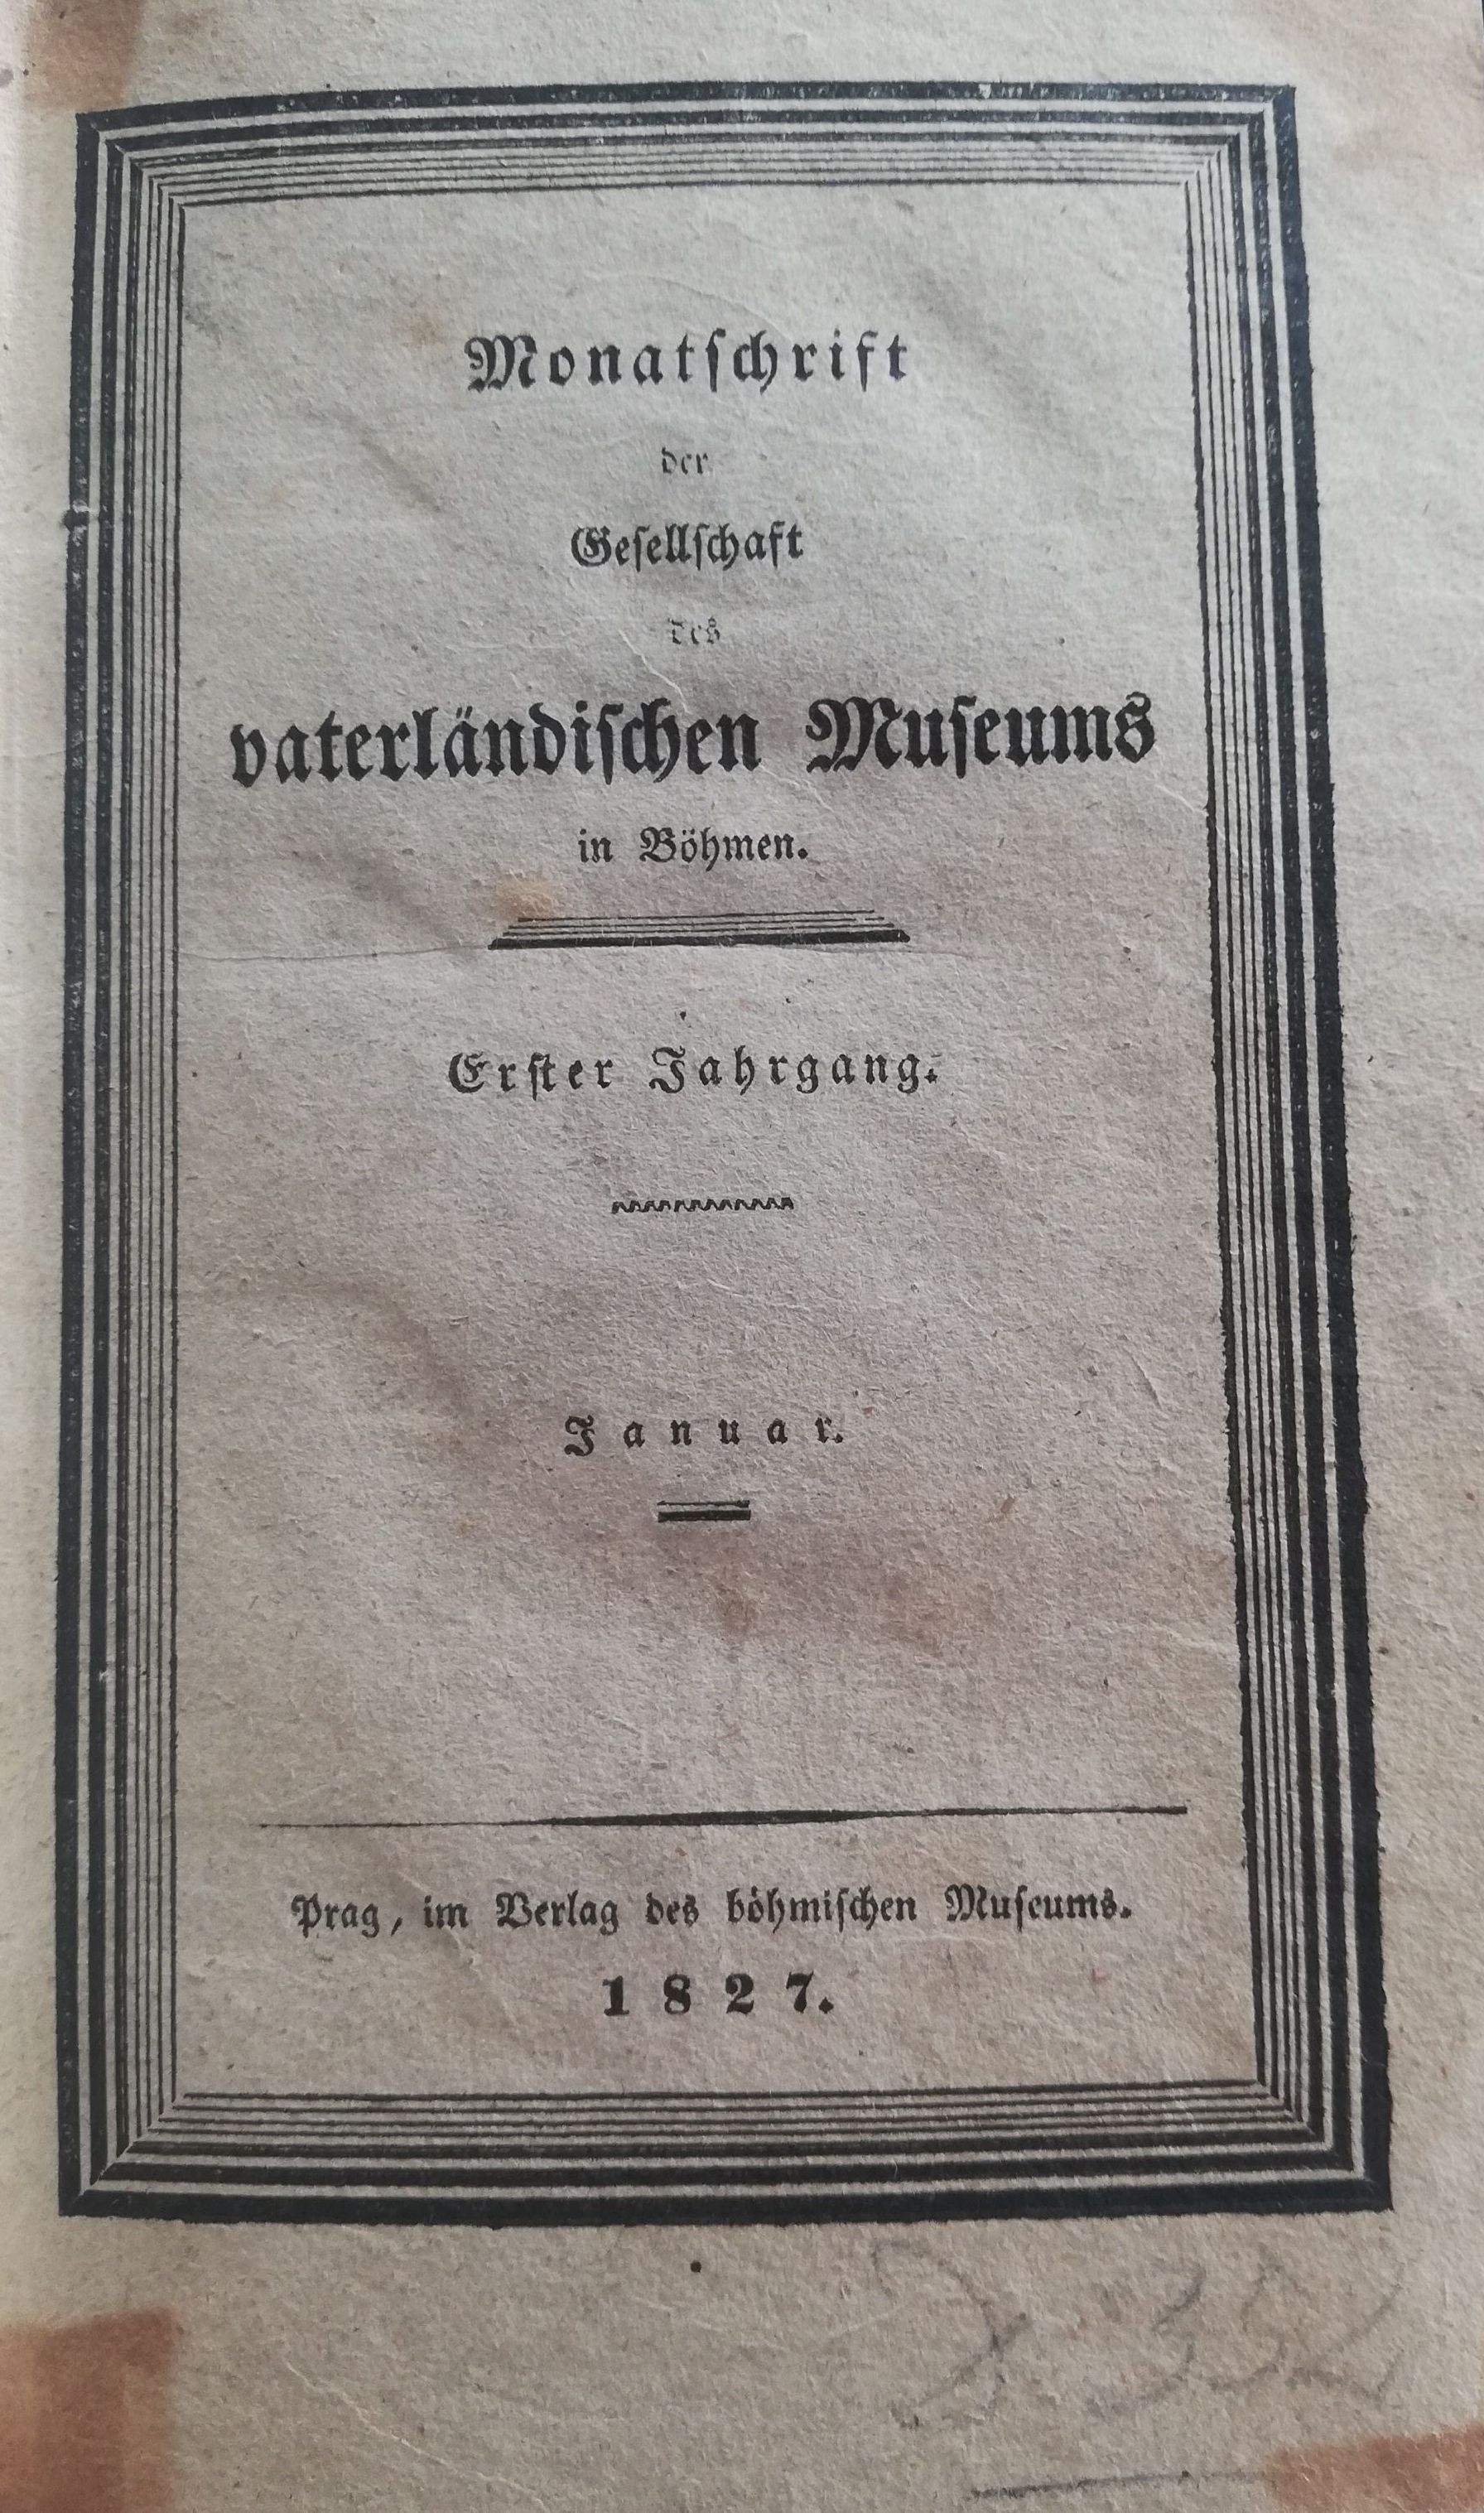 Monatſchrift
der
Geſellſchaft
des
vaterländiſchen Muſeums
in Böhmen.
Erſter Jahrgang.
Januar.
Prag, im Verlag des böhmiſchen Muſeums.
1827.